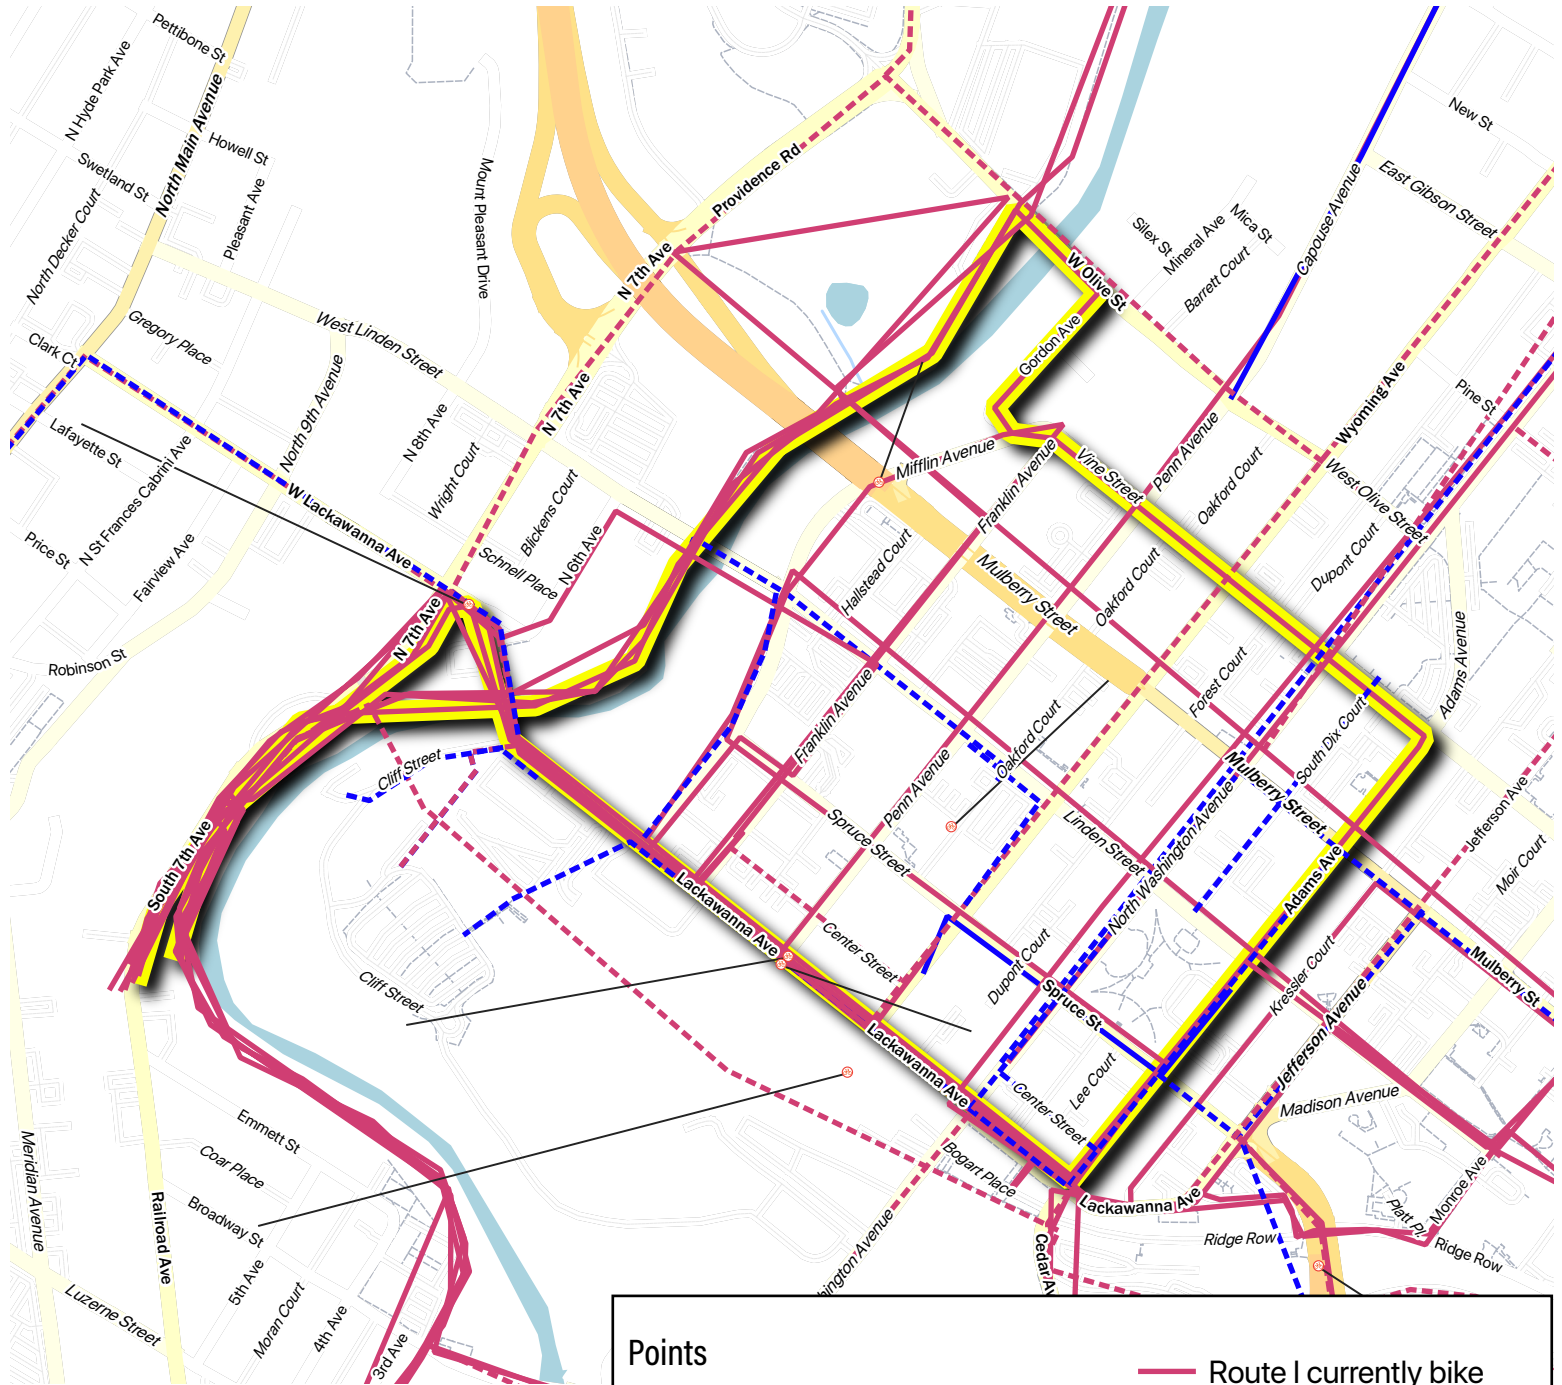 Pettibone St
N Hyde Park Ave
North Main Avenue
Howell St
Swetland St
Pleasant Ave
North Decker Court
Mount Pleasant Drive
Providence Rd
N 7th Ave
New St
East Gibson Street
Capouse Avenue
Silex St
Mineral Ave
Mica St
Barrett Court
W Olive St
Gordon Ave
Clark Ct
Gregory Place
West Linden Street
North 9th Avenue
N 7th Ave
N 8th Ave
Wright Court
Blickens Court
Lafayette St
N St Frances Cabrini Ave
W Lackawanna Ave
Price St
Fairview Ave
Schnell Place
N 6th Ave
Mifflin Avenue
Franklin Avenue
Vine Street
Penn Avenue
Wyoming Ave
Pine St
Oakford Court
West Olive Street
Dupont Court
Hallstead Court
Mulberry Street
Oakford Court
Adams Avenue
Robinson St
N 7th Ave
Forest Court
Franklin Avenue
Oakford Court
South Dix Court
Cliff Street
Penn Avenue
Mulberry Street
Spruce Street
Linden Street
North Washington Avenue
Jefferson Ave
Moir Court
South 7th Ave
Lackawanna Ave
Adams Ave
Center Street
Dupont Court
Kressler Court
Mulberry St
Cliff Street
Spruce St
Lackawanna Ave
Jefferson Avenue
Lee Court
Center Street
Madison Avenue
Emmett St
Coar Place
Meridian Avenue
Railroad Ave
Broadway St
Bogart Place
Lackawanna Ave
Platt Pl
Monroe Ave
Ridge Row
Ridge Row
Cedar Av
hington Avenue
5th Ave
Moran Court
4th Ave
Luzerne Street
3rd Ave
Points
Route I currently bike